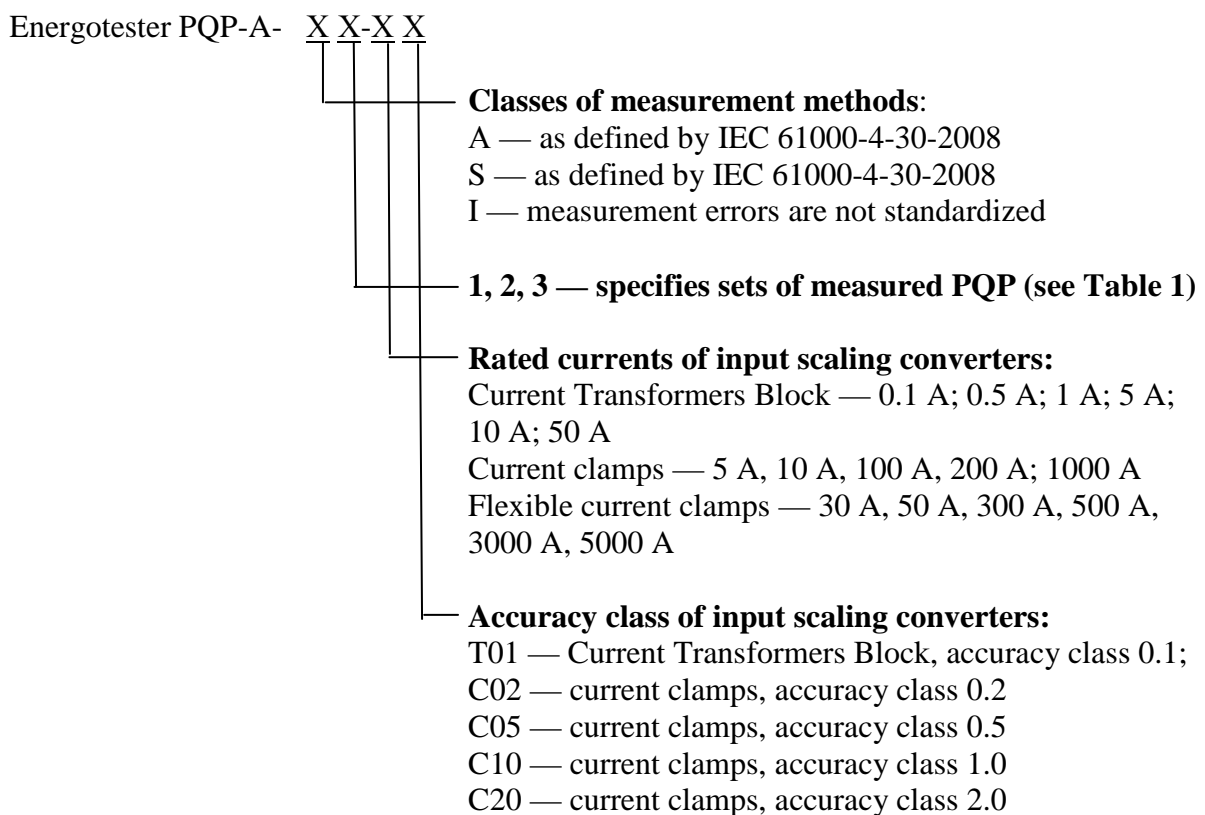 Energotester PQP-A- X X-X X
Classes of measurement methods:
A — as defined by IEC 61000-4-30-2008
S — as defined by IEC 61000-4-30-2008
I — measurement errors are not standardized
1, 2, 3 — specifies sets of measured PQP (see Table 1)
Rated currents of input scaling converters:
Current Transformers Block — 0.1 A; 0.5 A; 1 A; 5 A;
10 A; 50 A
Current clamps — 5 A, 10 A, 100 A, 200 A; 1000 A
Flexible current clamps — 30 A, 50 A, 300 A, 500 A,
3000 A, 5000 A
Accuracy class of input scaling converters:
T01 — Current Transformers Block, accuracy class 0.1;
C02 — current clamps, accuracy class 0.2
C05 — current clamps, accuracy class 0.5
C10 — current clamps, accuracy class 1.0
C20 — current clamps, accuracy class 2.0